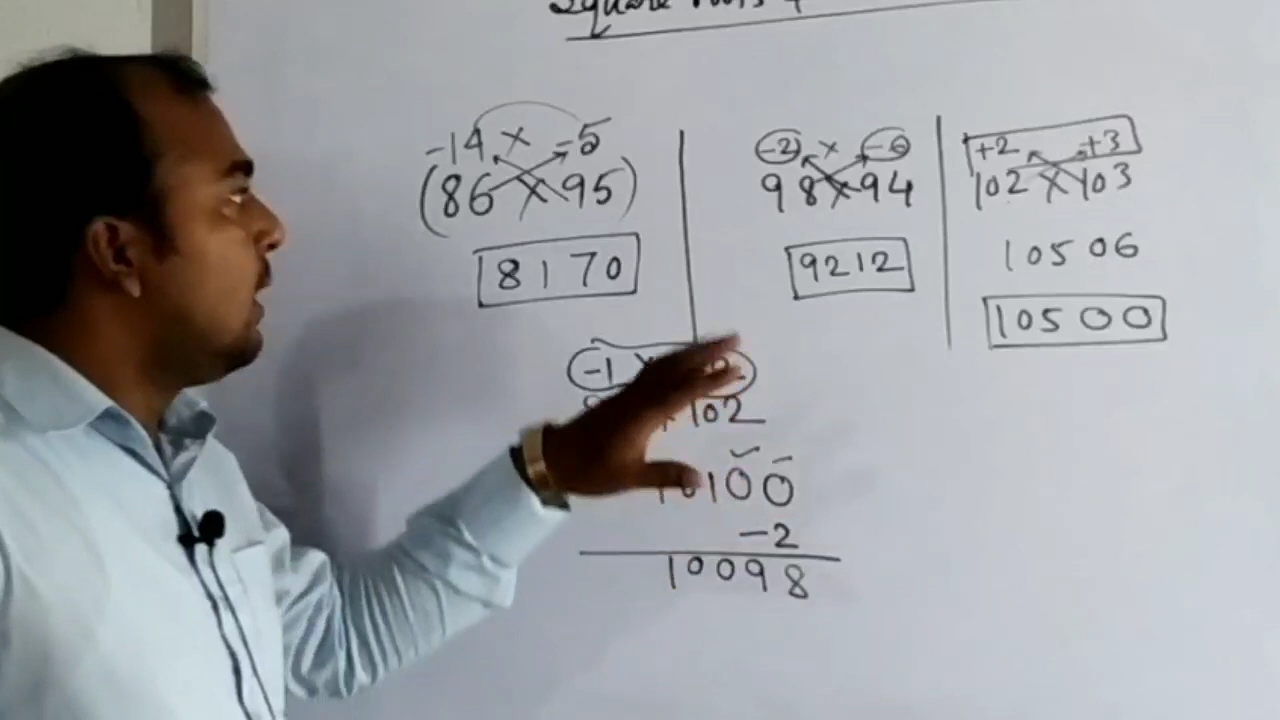 Square roots
-14 × -5
(86 × 95)
8170
-2 × -6
98 × 94
9212
+2 +3
102 × 103
10506
10500
-1
× 102
10100
-2
10098